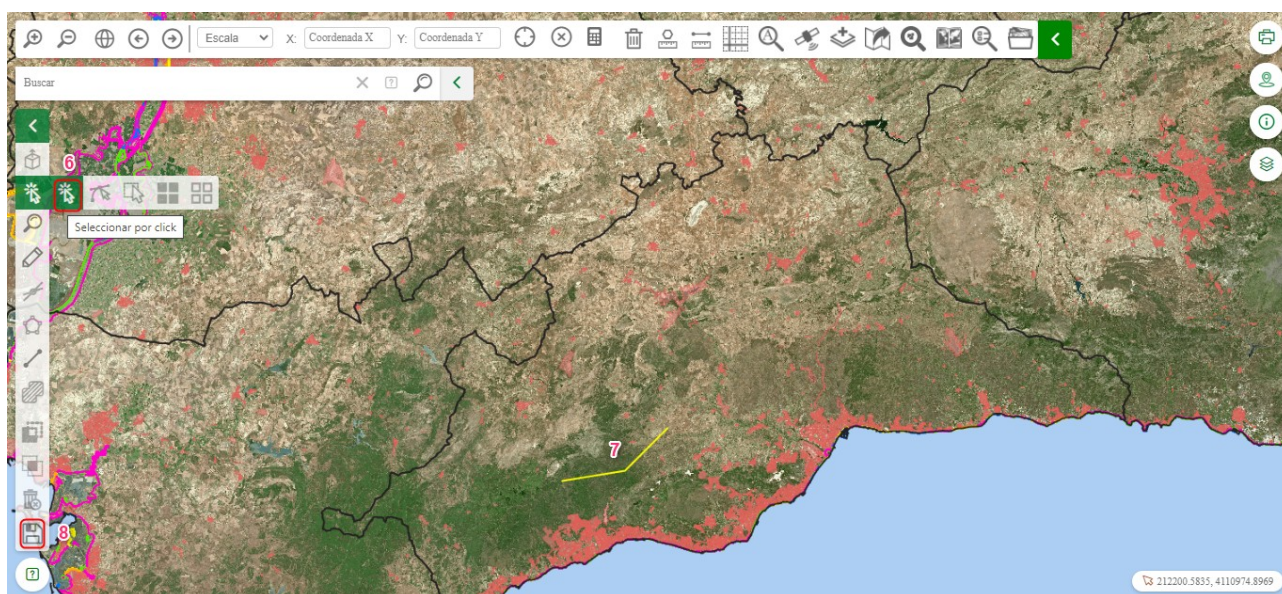 Escala X: Coordenada X Y: Coordenada Y
Buscar
6
Seleccionar por click
7
8
212200.5835, 4110974.8969